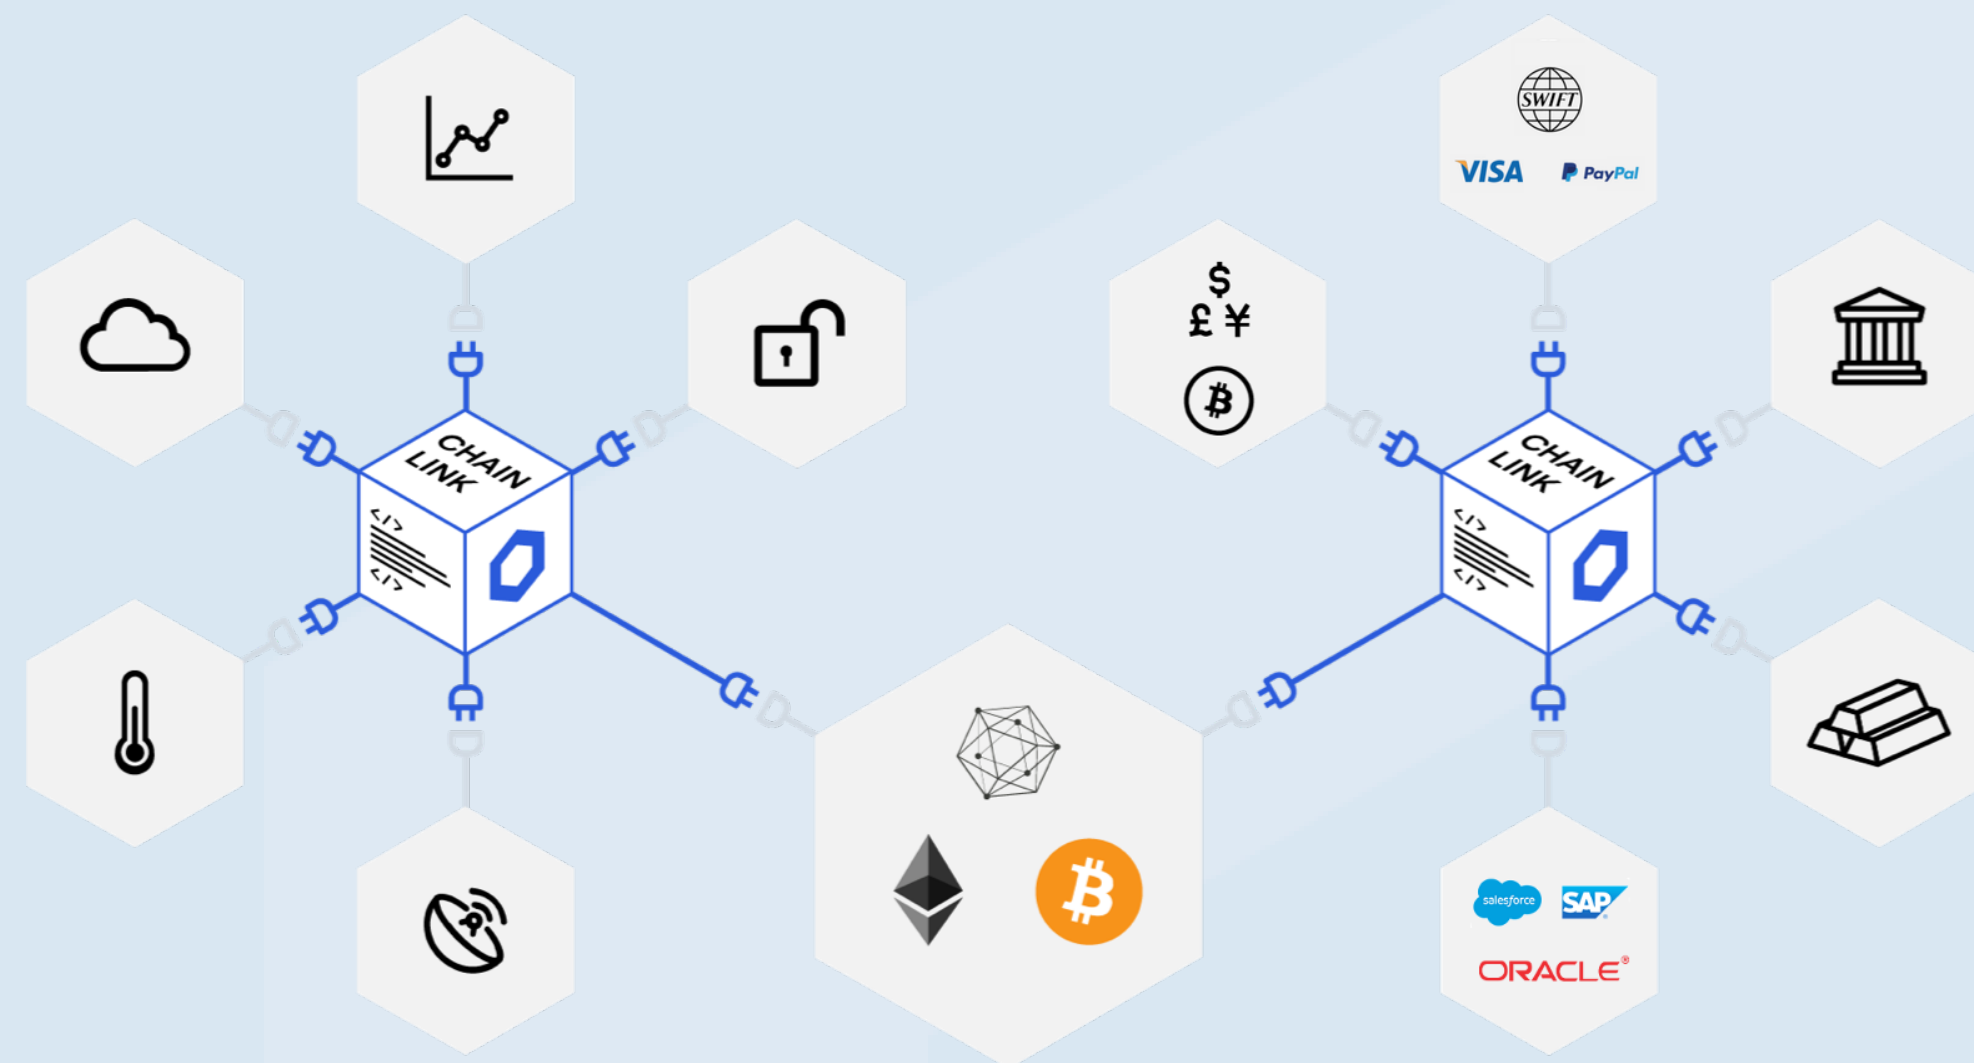 SWIFT
VISA
PayPal
$
£ ¥
CHAIN
LINK
</>
</>
CHAIN
LINK
</>
</>
salesforce
SAP
ORACLE®